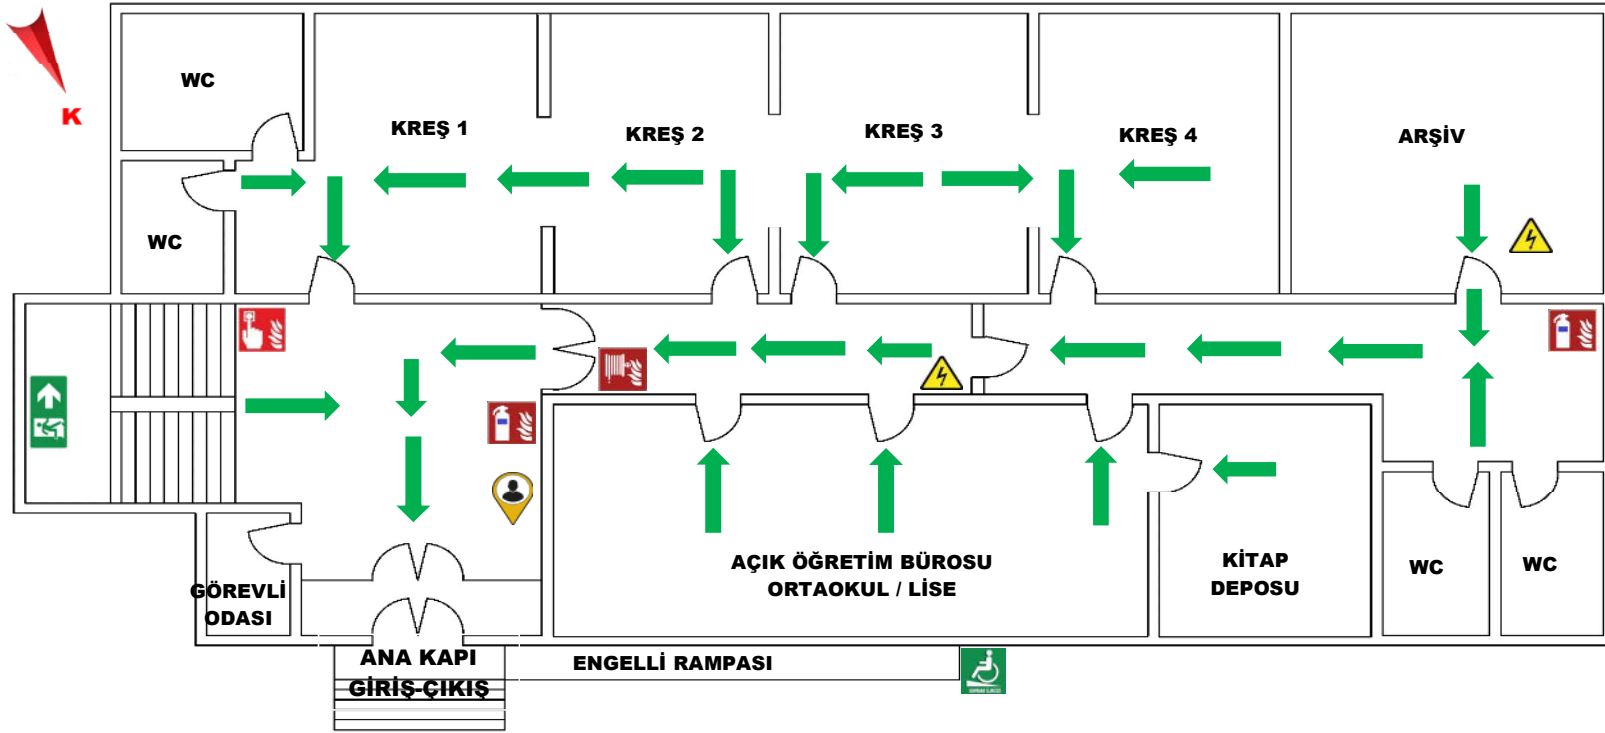 K
WC
KREŞ 1
KREŞ 2
KREŞ 3
KREŞ 4
ARŞİV
WC
AÇIK ÖĞRETİM BÜROSU
ORTAOKUL / LİSE
KİTAP
DEPOSU
WC
WC
GÖREVLİ
ODASI
ANA KAPI
GİRİŞ-ÇIKIŞ
ENGELLİ RAMPASI